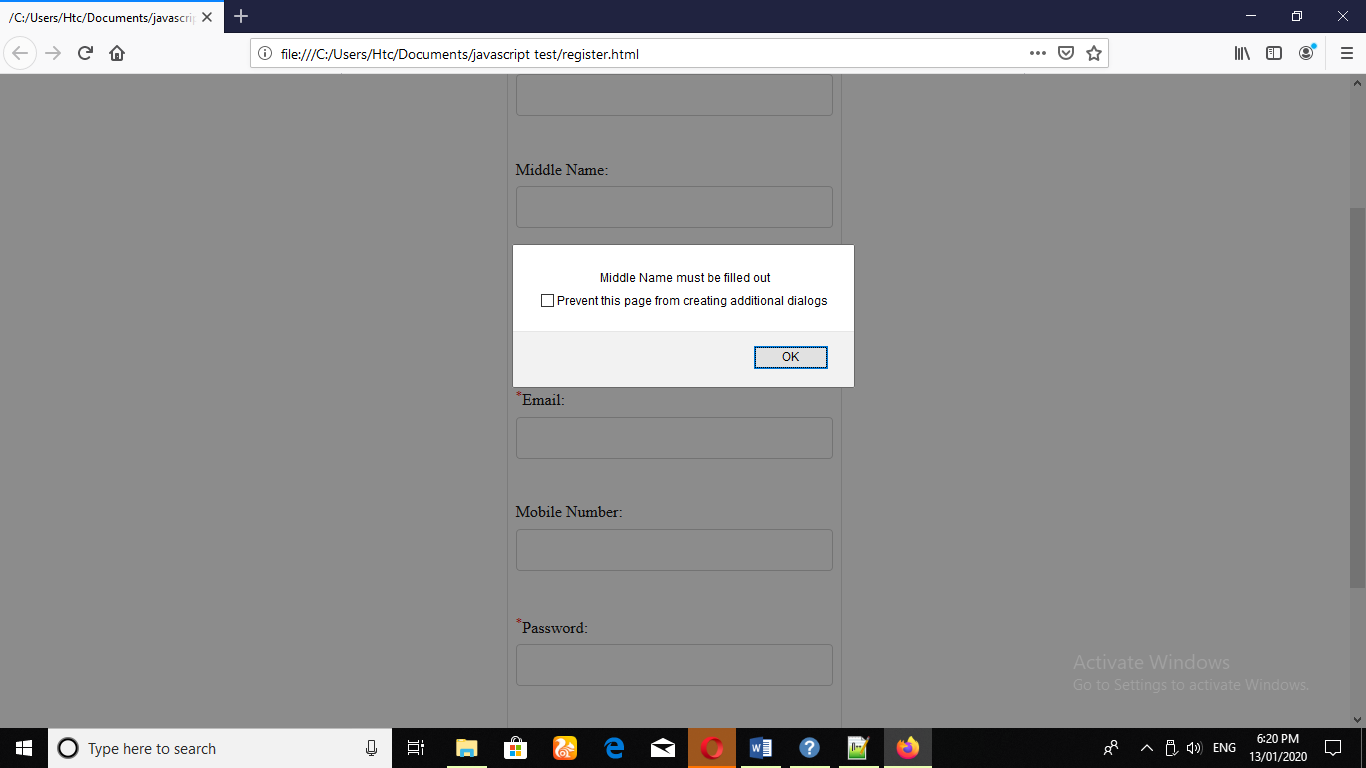 /C:/Users/Htc/Documents/javascri
file:///C:/Users/Htc/Documents/javascript test/register.html
Middle Name:
Middle Name must be filled out
Prevent this page from creating additional dialogs
OK
*Email:
Mobile Number:
*Password:
Activate Windows
Go to Settings to activate Windows.
Type here to search
ENG
6:20 PM
13/01/2020